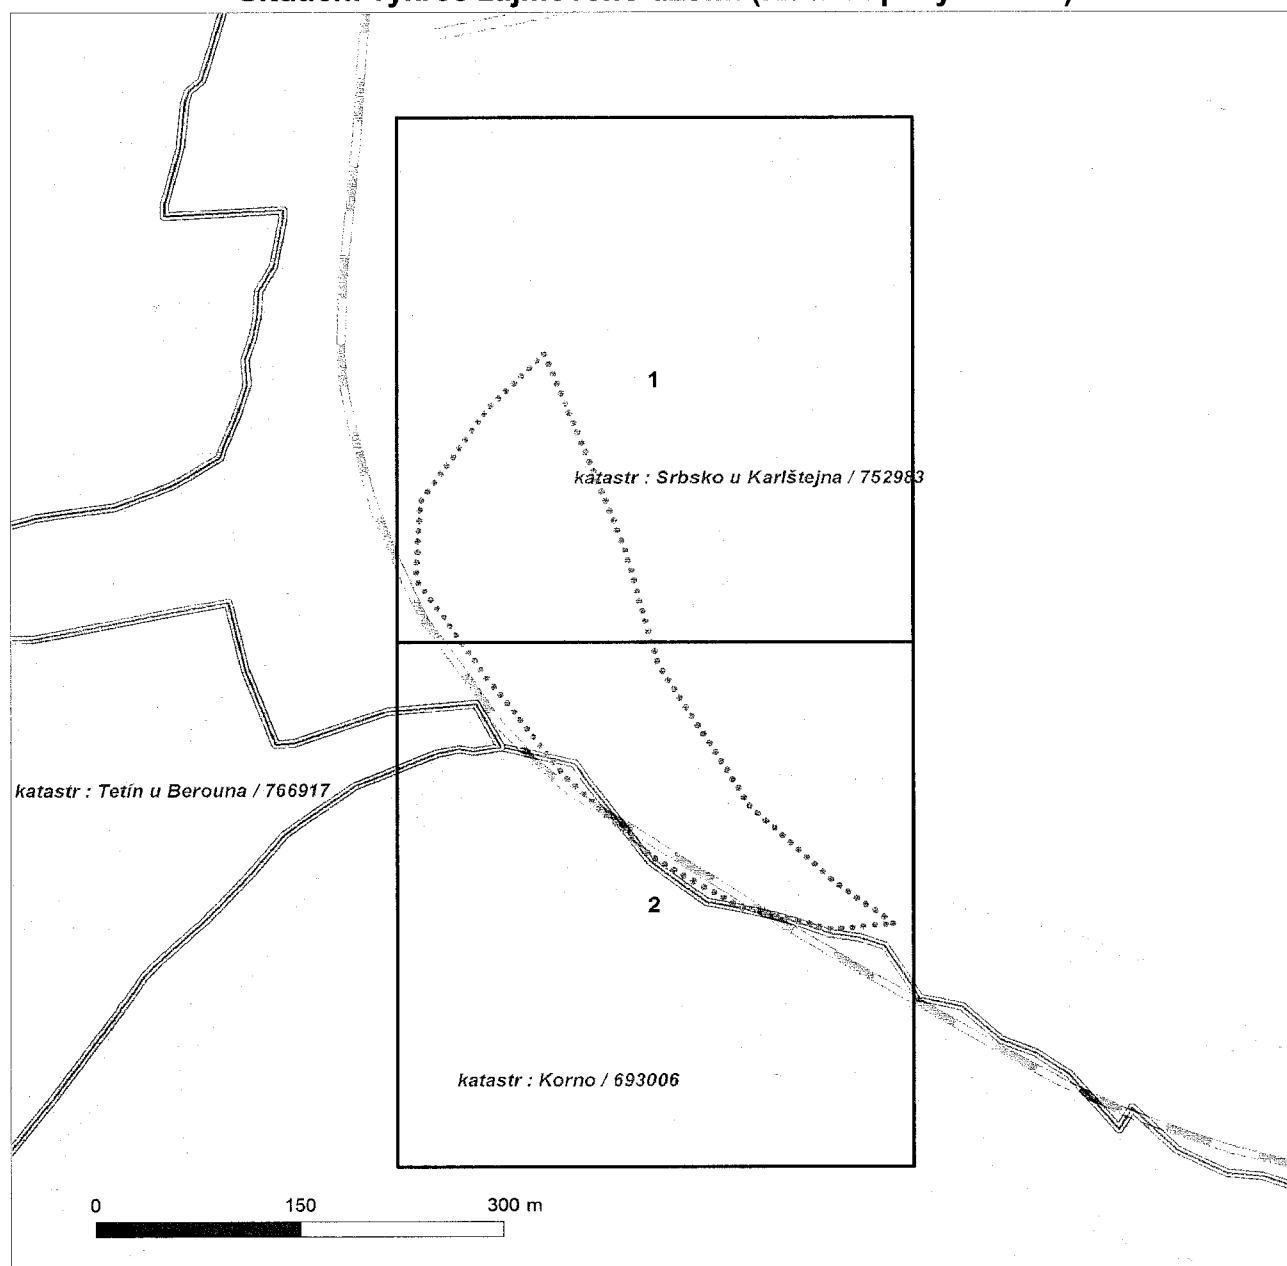 1
katastr : Srbsko u Karlštejna / 752983
katastr : Tetín u Berouna / 766917
2
katastr : Korno / 693006
0 150 300 m